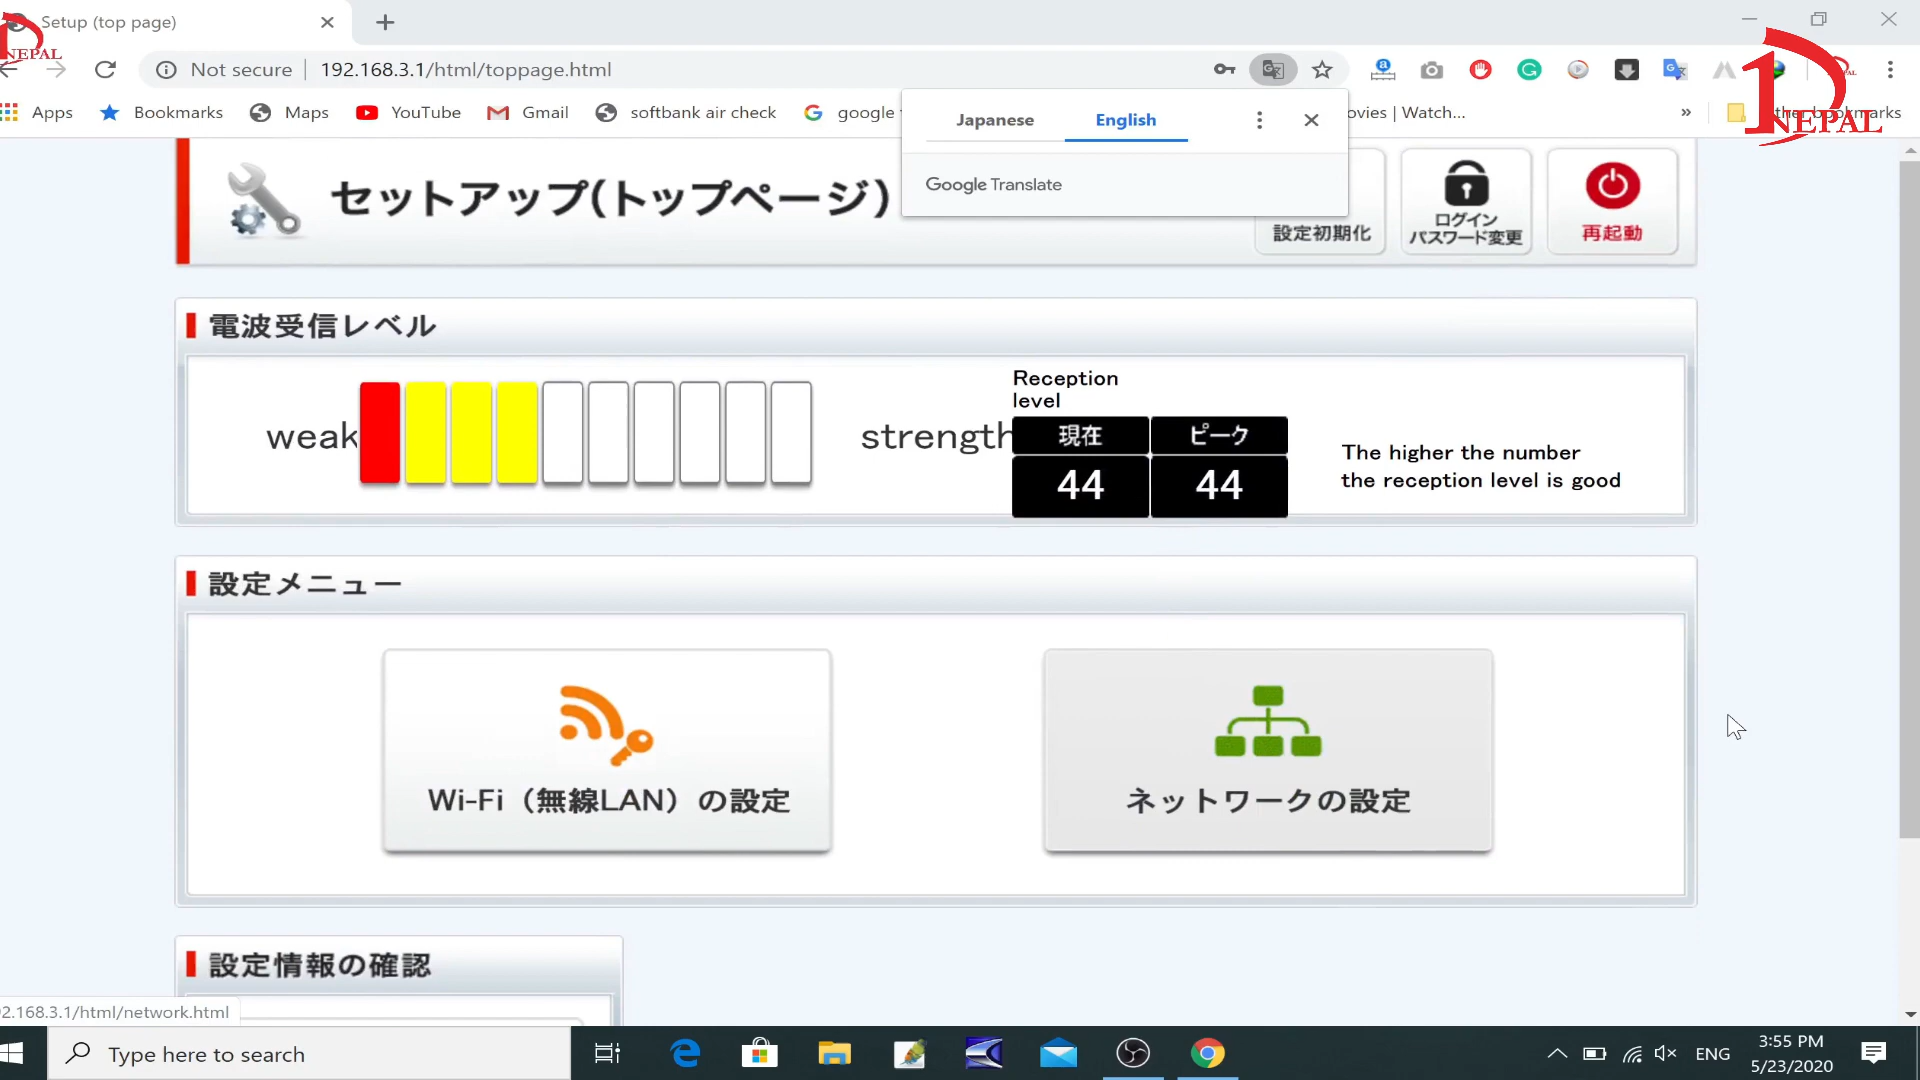 Setup (top page)
NEPAL
NEPAL
Not secure
192.168.3.1/html/toppage.html
Apps
Bookmarks
Maps
YouTube
Gmail
softbank air check
google
ovies | Watch...
»
ther bookmarks
Japanese
English
Google Translate
セットアップ(トップページ)
設定初期化
ログイン
パスワード変更
再起動
電波受信レベル
weak
strength
Reception
level
現在
ピーク
44
44
The higher the number
the reception level is good
設定メニュー
Wi-Fi（無線LAN）の設定
ネットワークの設定
設定情報の確認
2.168.3.1/html/network.html
Type here to search
ENG
3:55 PM
5/23/2020